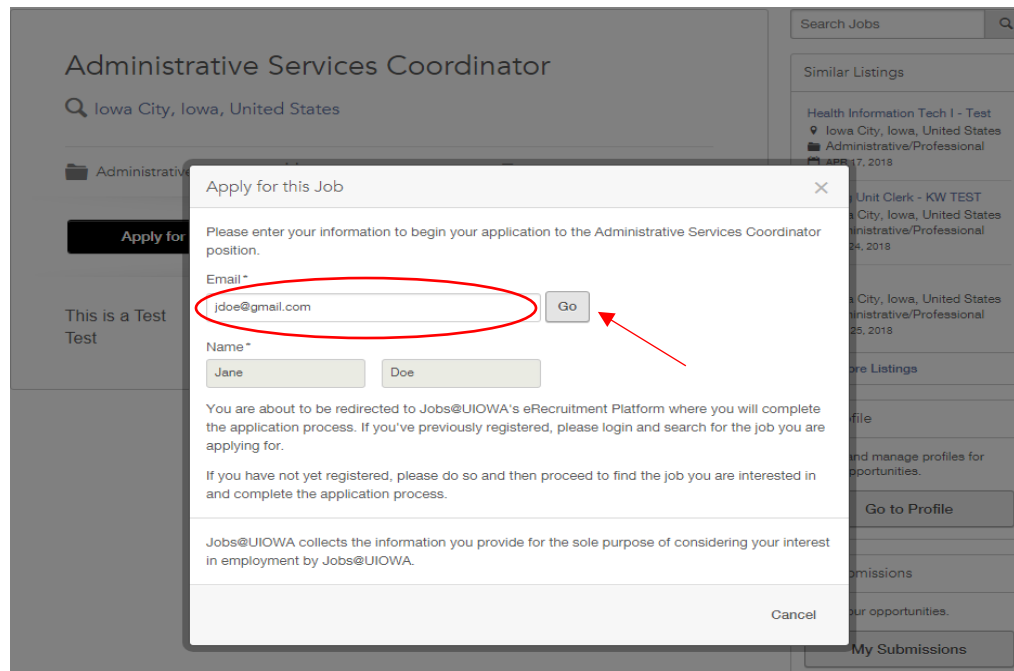 Search Jobs
Administrative Services Coordinator
Iowa City, Iowa, United States
Administrative
Apply for
This is a Test
Test
Similar Listings
Health Information Tech I - Test
Iowa City, Iowa, United States
Administrative/Professional
APR 17, 2018
Unit Clerk - KW TEST
City, Iowa, United States
ministrative/Professional
24, 2018
City, Iowa, United States
ministrative/Professional
25, 2018
ore Listings
file
and manage profiles for
pportunities.
Go to Profile
omissions
our opportunities.
My Submissions
Apply for this Job
Please enter your information to begin your application to the Administrative Services Coordinator
position.
Email*
jdoe@gmail.com
Go
Name*
Jane
Doe
You are about to be redirected to Jobs@UIOWA's eRecruitment Platform where you will complete
the application process. If you've previously registered, please login and search for the job you are
applying for.
If you have not yet registered, please do so and then proceed to find the job you are interested in
and complete the application process.
Jobs@UIOWA collects the information you provide for the sole purpose of considering your interest
in employment by Jobs@UIOWA.
Cancel